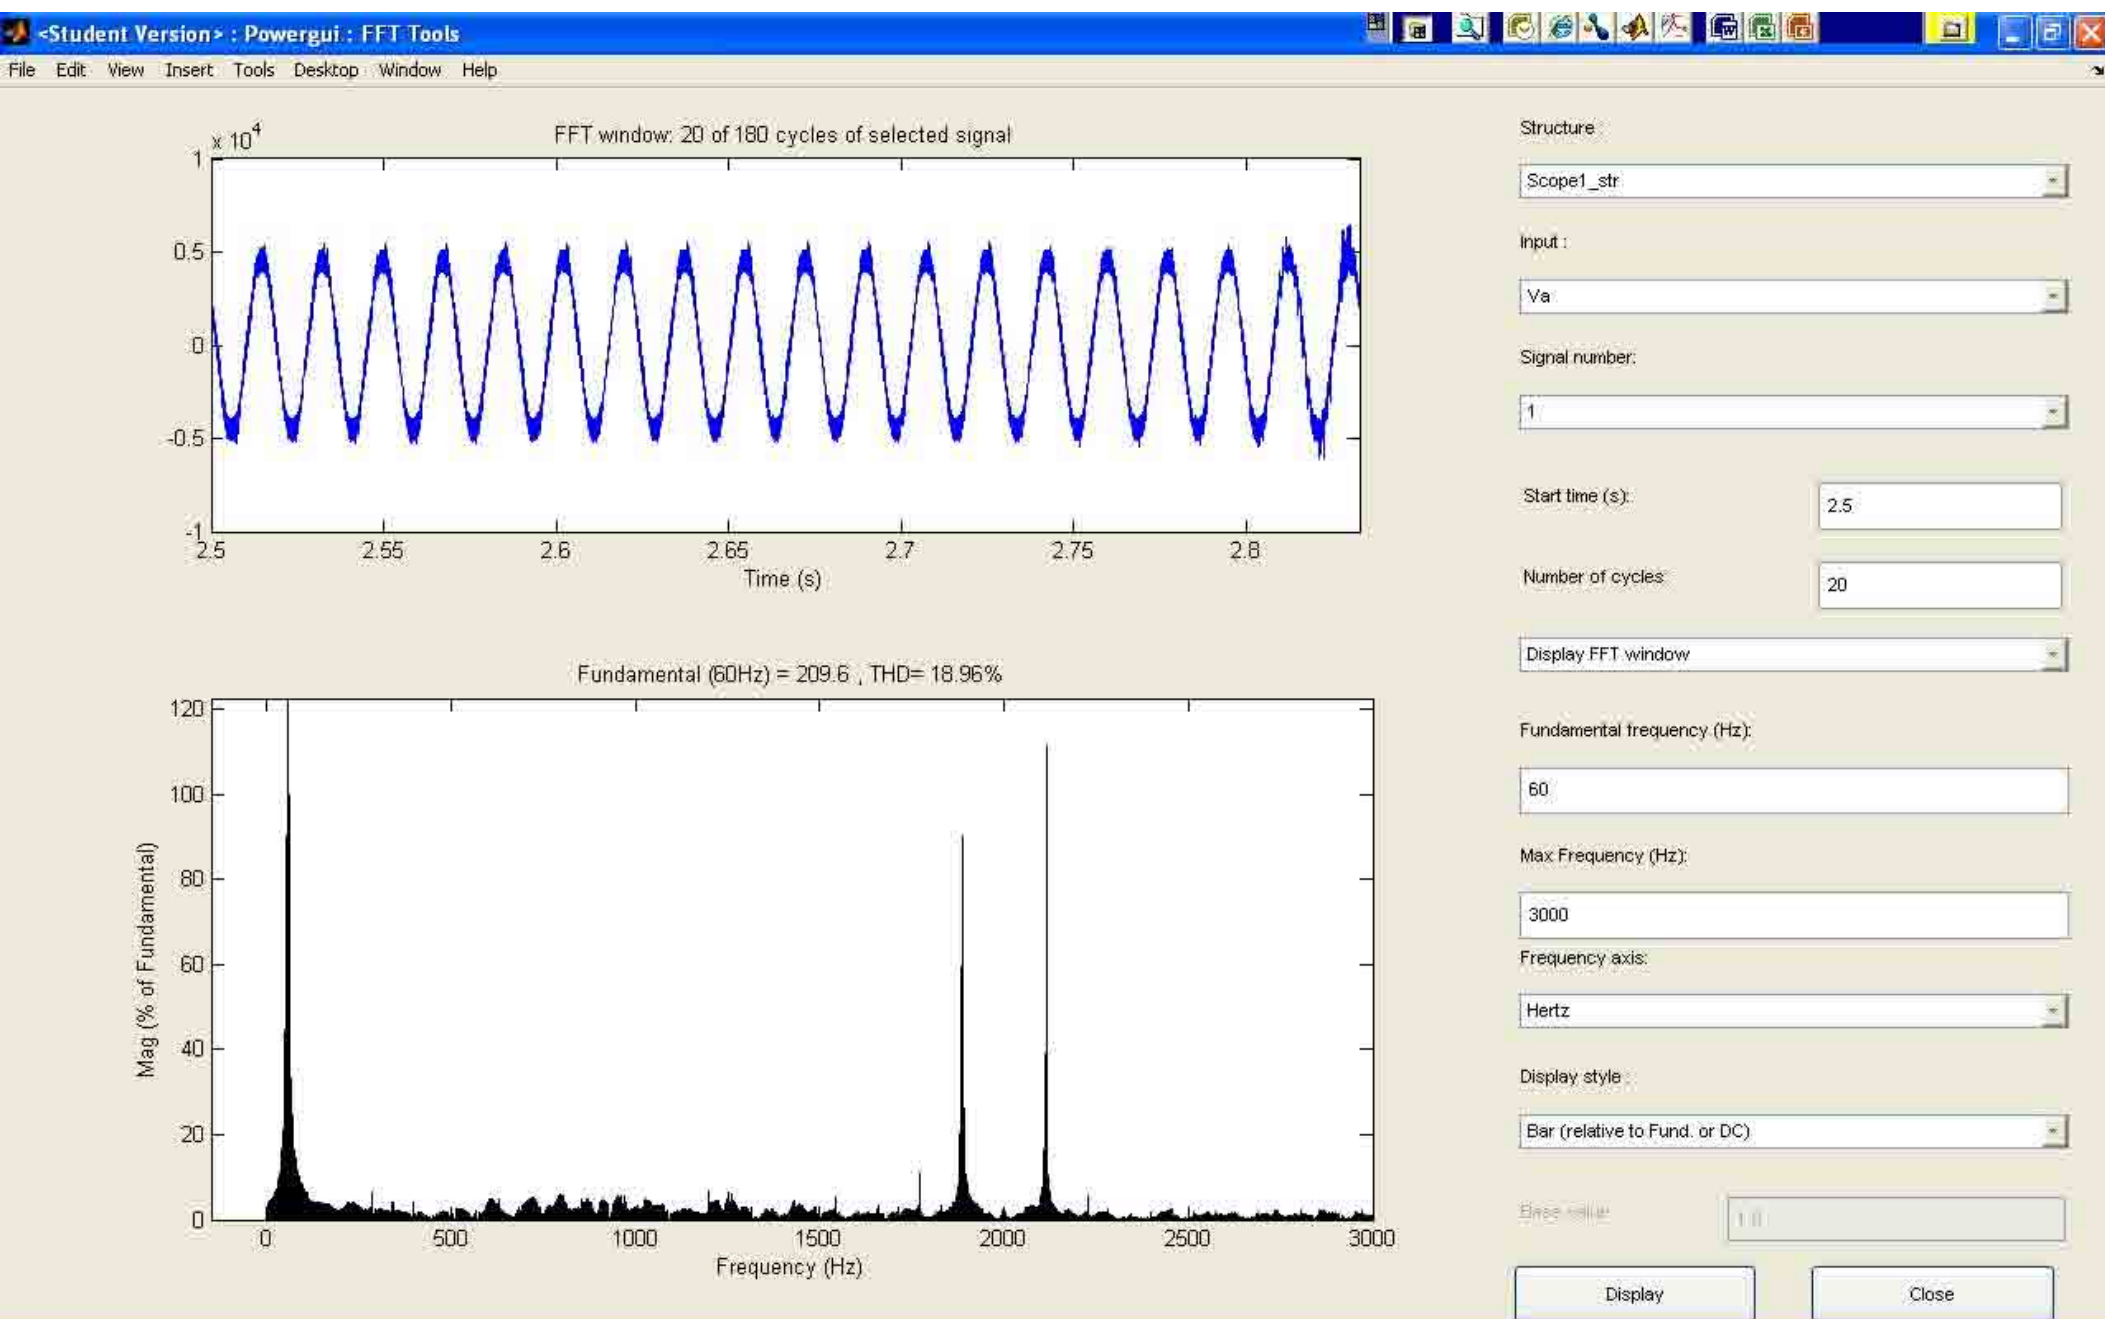 <Student Version> : Powergui : FFT Tools
File Edit View Insert Tools Desktop Window Help
x 10^4
FFT window: 20 of 180 cycles of selected signal
1
0.5
0
-0.5
-1
2.5 2.55 2.6 2.65 2.7 2.75 2.8
Time (s)
Fundamental (60Hz) = 209.6 , THD= 18.96%
120
100
80
60
40
20
0
Mag (% of Fundamental)
0 500 1000 1500 2000 2500 3000
Frequency (Hz)
Structure :
Scope1_str
Input :
Va
Signal number:
1
Start time (s):
2.5
Number of cycles:
20
Display FFT window
Fundamental frequency (Hz):
60
Max Frequency (Hz):
3000
Frequency axis:
Hertz
Display style :
Bar (relative to Fund. or DC)
Base value:
1.0
Display Close